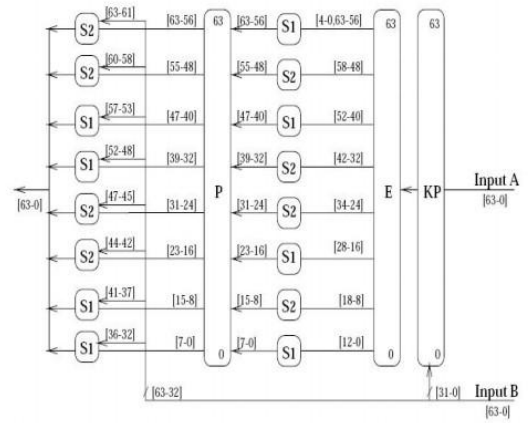 [63-61] 63 63 63
S2 [63-56] [63-56] S1 [4-0,63-56]
[60-58]
S2 [55-48] [55-48] S2 [58-48]
[57-53]
S1 [47-40] [47-40] S1 [52-40]
[52-48]
S1 [39-32] [39-32] S2 [42-32]
[47-45] P E KP Input A
[63-0] S2 [31-24] [31-24] S2 [34-24] [63-0]
[44-42]
S2 [23-16] [23-16] S1 [28-16]
[41-37]
S1 [15-8] [15-8] S2 [18-8]
[36-32]
S1 [7-0] [7-0] S1 [12-0]
0 0 0
[63-32] [31-0] Input B
[63-0]